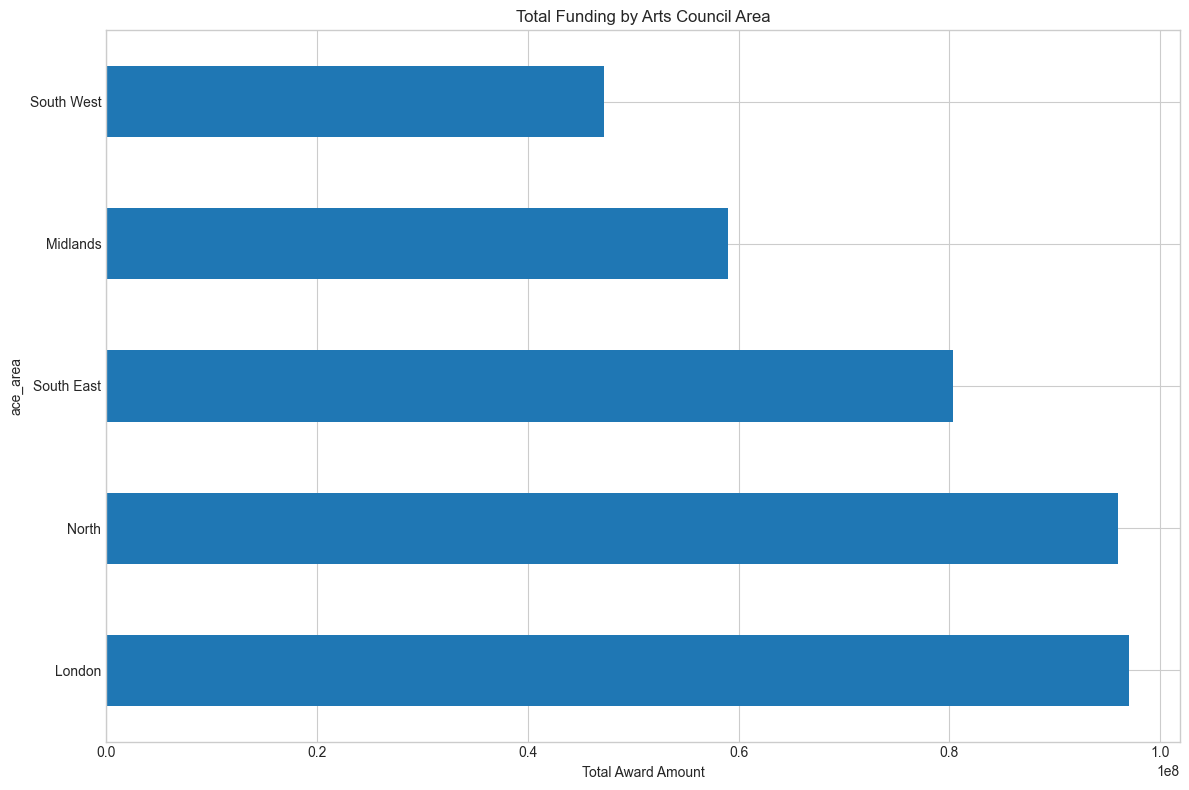 Total Funding by Arts Council Area
South West
Midlands
South East
North
London
ace_area
0.0 0.2 0.4 0.6 0.8 1.0
1e8
Total Award Amount